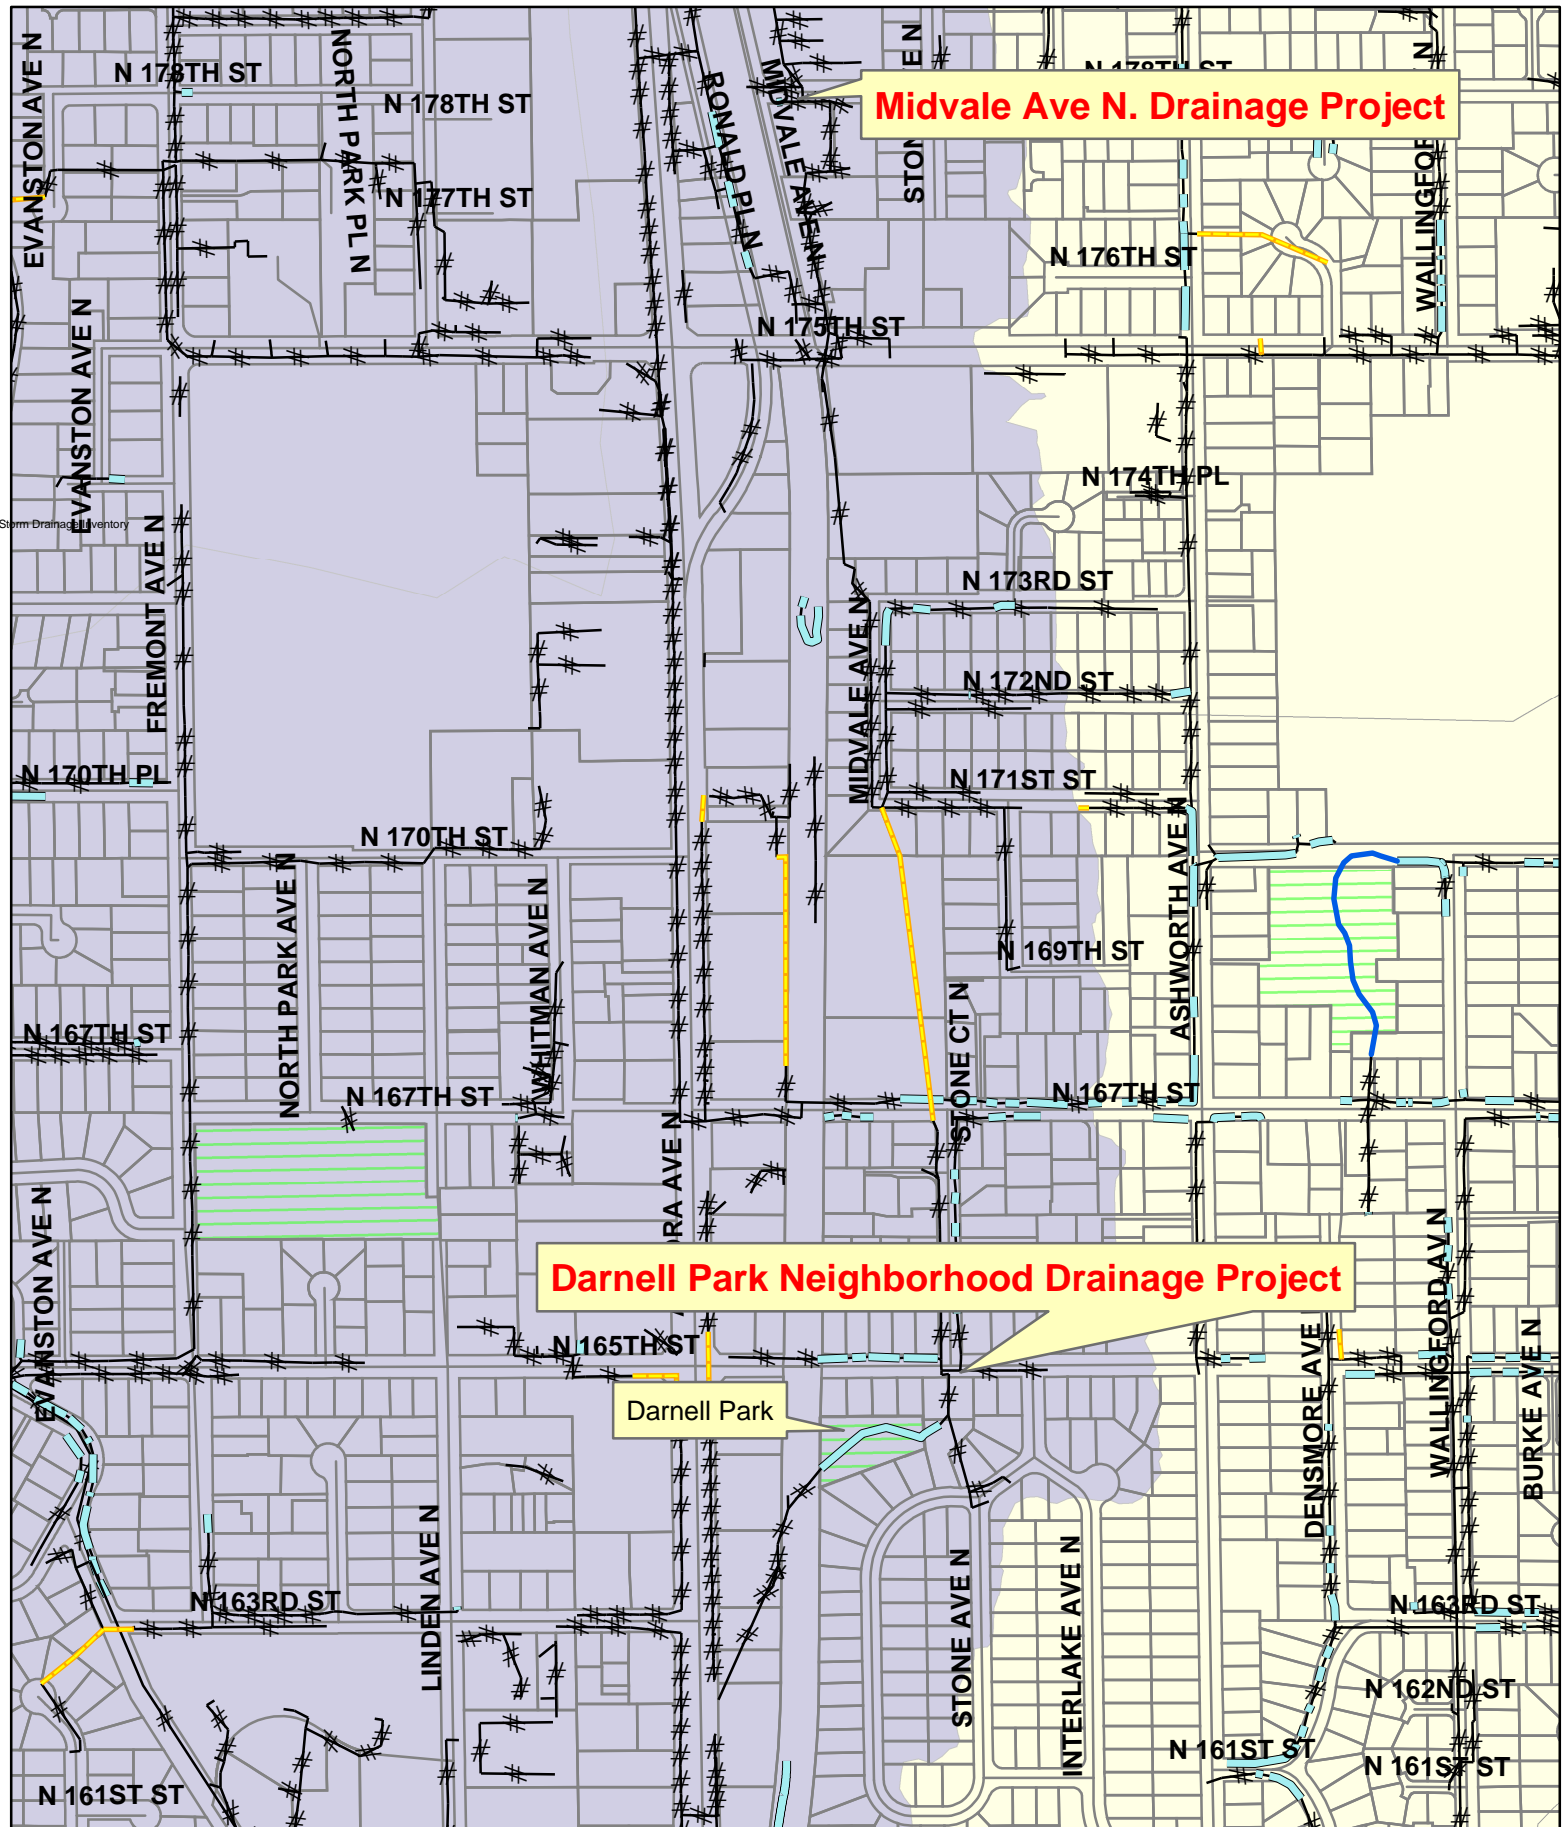 EVANSTON AVE N
N 178TH ST
NORTH PARK PL N
N 178TH ST
RONALD PL N
MIDVALE AVE N
N 178TH ST
Midvale Ave N. Drainage Project
N 177TH ST
N 176TH ST
EVANSTON AVE N
N 175TH ST
N 174TH PL
Storm Drainage Inventory
FREMONT AVE N
N 173RD ST
MIDVALE AVE N
N 172ND ST
N 170TH PL
N 171ST ST
N 170TH ST
NORTH PARK AVE N
WHITMAN AVE N
ASHWORTH AVE N
N 169TH ST
STONE CT N
N 167TH ST
N 167TH ST
N 167TH ST
RA AVE N
EVANSTON AVE N
Darnell Park Neighborhood Drainage Project
N 165TH ST
Darnell Park
DENSMORE AVE
WALLINGFORD AV N
BURKE AVE N
LINDEN AVE N
STONE AVE N
INTERLAKE AVE N
N 163RD ST
N 163RD ST
N 162ND ST
N 161ST ST
N 161ST ST
N 161ST ST